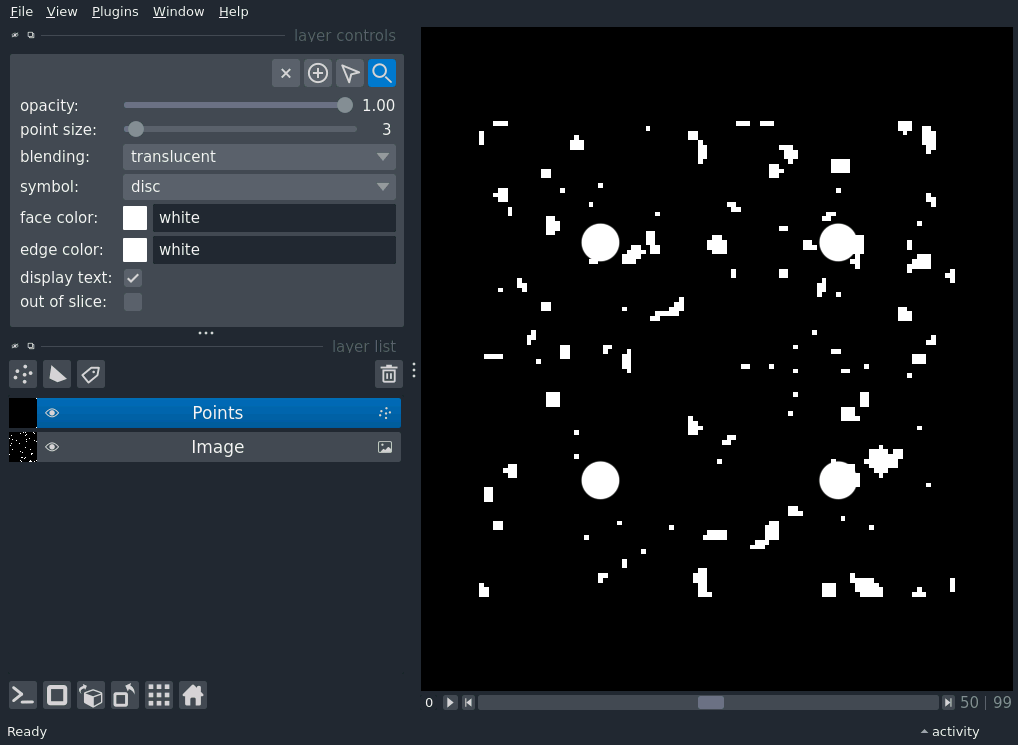 File View Plugins Window Help
layer controls
opacity: 1.00
point size: 3
blending: translucent
symbol: disc
face color: white
edge color: white
display text:
out of slice:
layer list
Points
Image
0 50 | 99
Ready activity